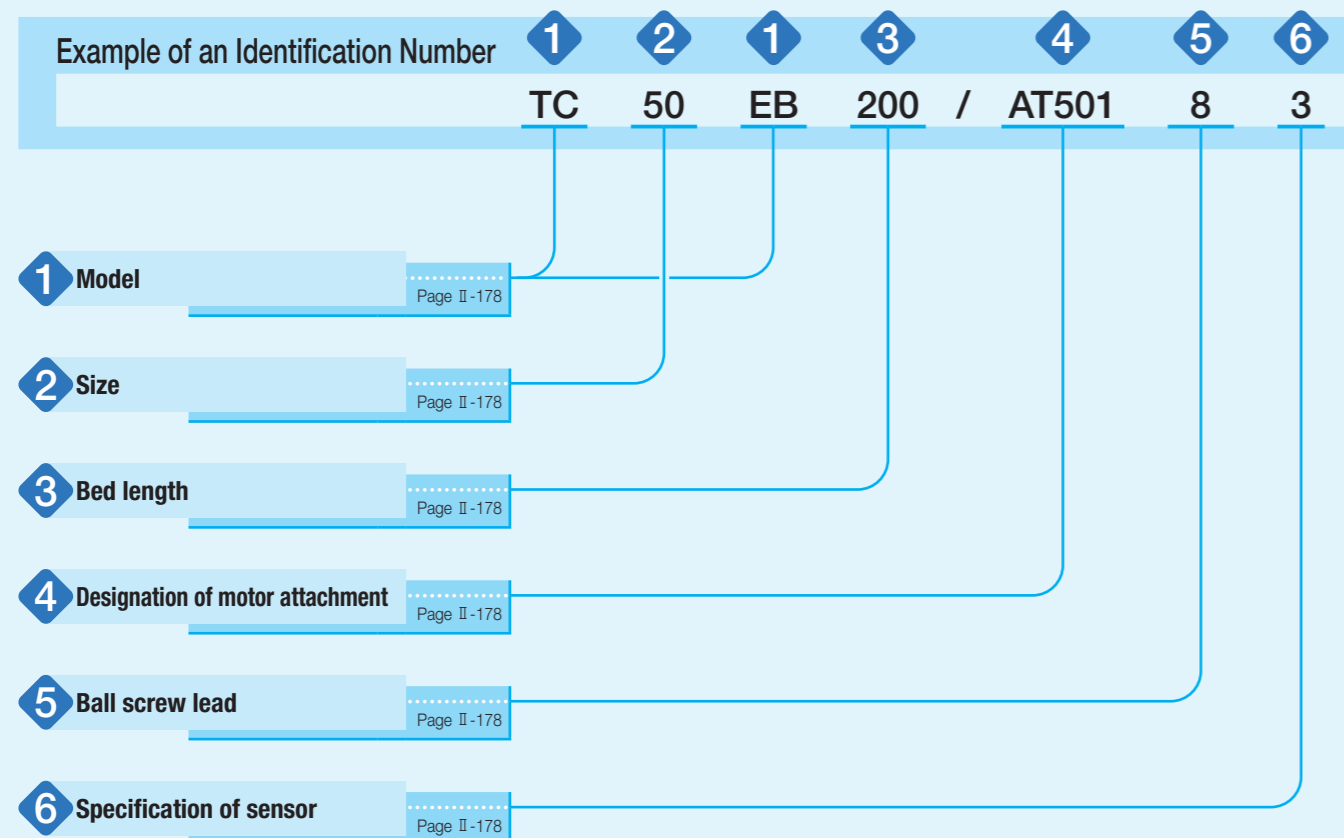 Example of an Identification Number 1 2 1 3 4 5 6
TC 50 EB 200 / AT501 8 3
1 Model
Page Ⅱ-178
2 Size
Page Ⅱ-178
3 Bed length
Page Ⅱ-178
4 Designation of motor attachment
Page Ⅱ-178
5 Ball screw lead
Page Ⅱ-178
6 Specification of sensor
Page Ⅱ-178